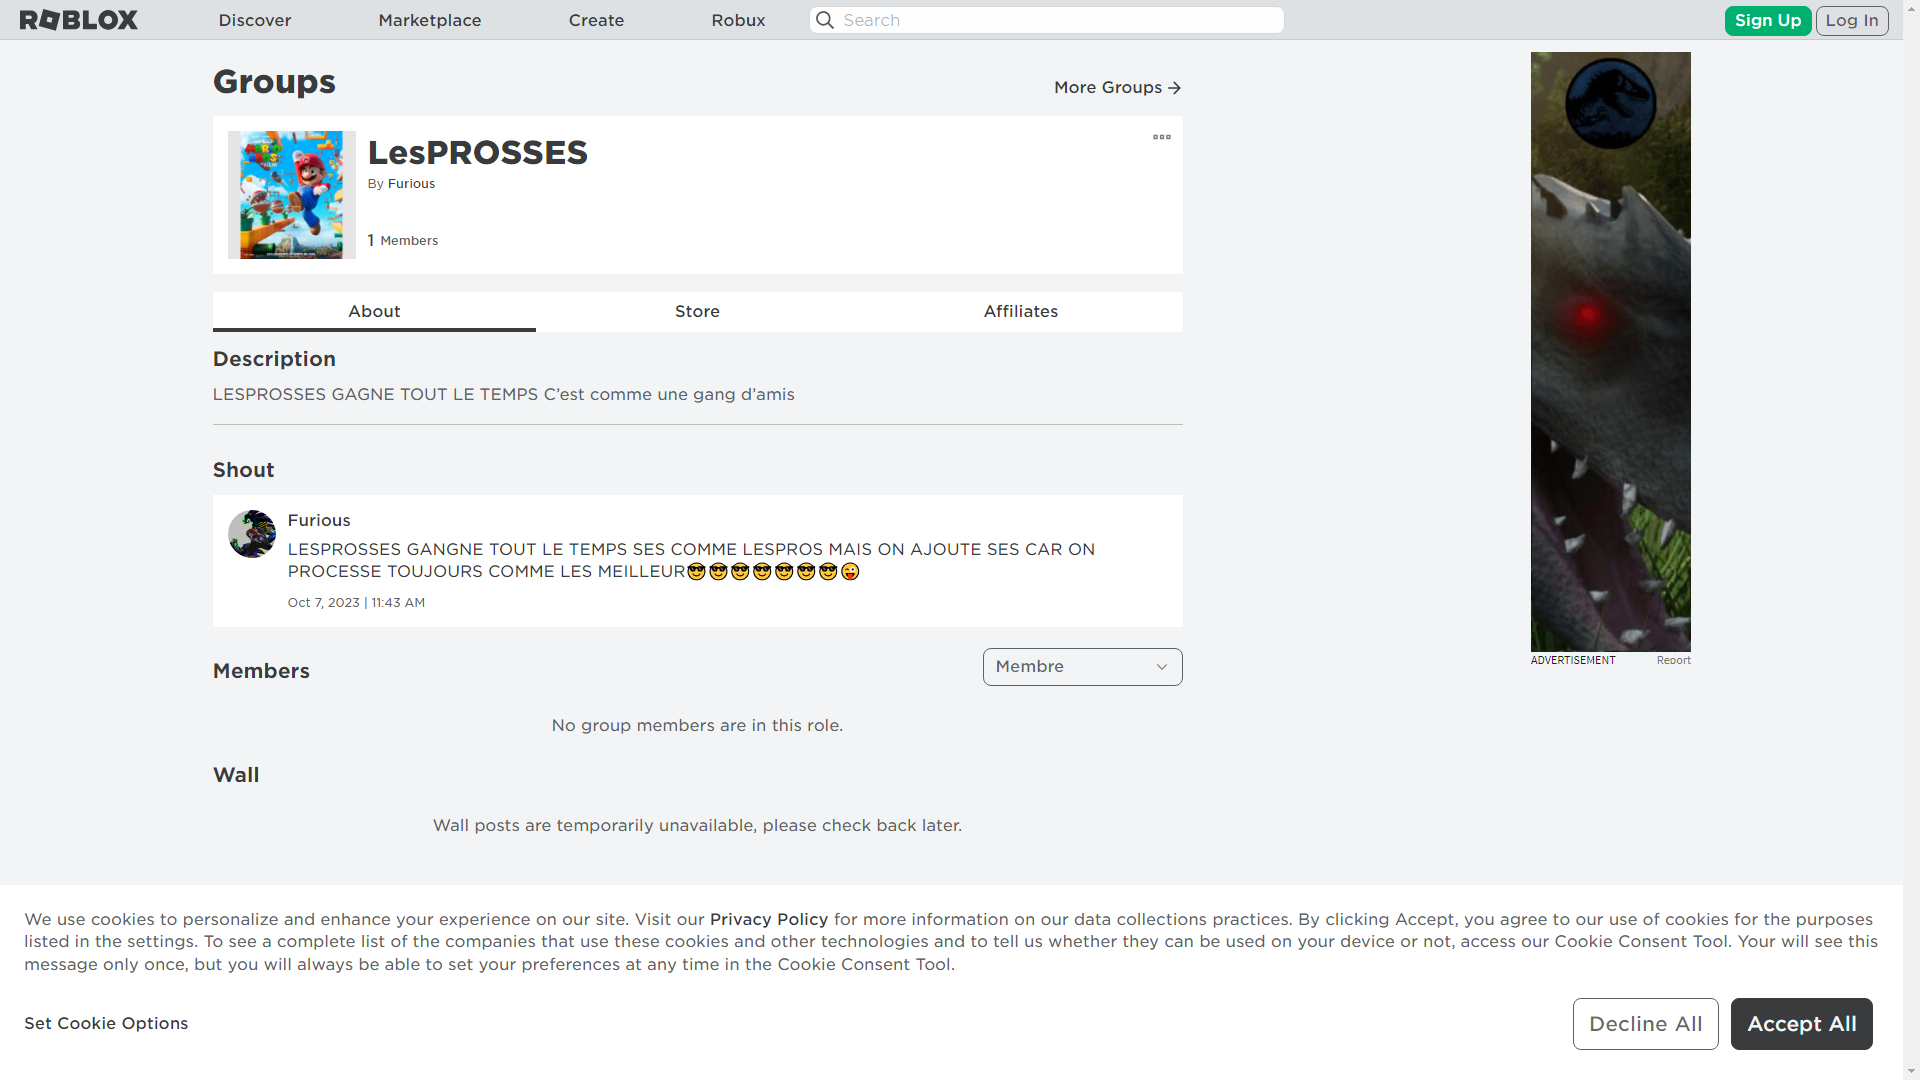 ROBLOX Discover Marketplace Create Robux Search Sign Up Log In
Groups
More Groups
LesPROSSES
By Furious
1 Members
About Store Affiliates
Description
LESPROSSES GAGNE TOUT LE TEMPS C’est comme une gang d’amis
Shout
Furious
LESPROSSES GANGNE TOUT LE TEMPS SES COMME LESPROS MAIS ON AJOUTE SES CAR ON
PROCESSE TOUJOURS COMME LES MEILLEUR😎😎😎😎😎😎😎😜
Oct 7, 2023 | 11:43 AM
Members
Membre
No group members are in this role.
Wall
Wall posts are temporarily unavailable, please check back later.
ADVERTISEMENT Report
We use cookies to personalize and enhance your experience on our site. Visit our Privacy Policy for more information on our data collections practices. By clicking Accept, you agree to our use of cookies for the purposes
listed in the settings. To see a complete list of the companies that use these cookies and other technologies and to tell us whether they can be used on your device or not, access our Cookie Consent Tool. Your will see this
message only once, but you will always be able to set your preferences at any time in the Cookie Consent Tool.
Set Cookie Options
Decline All
Accept All